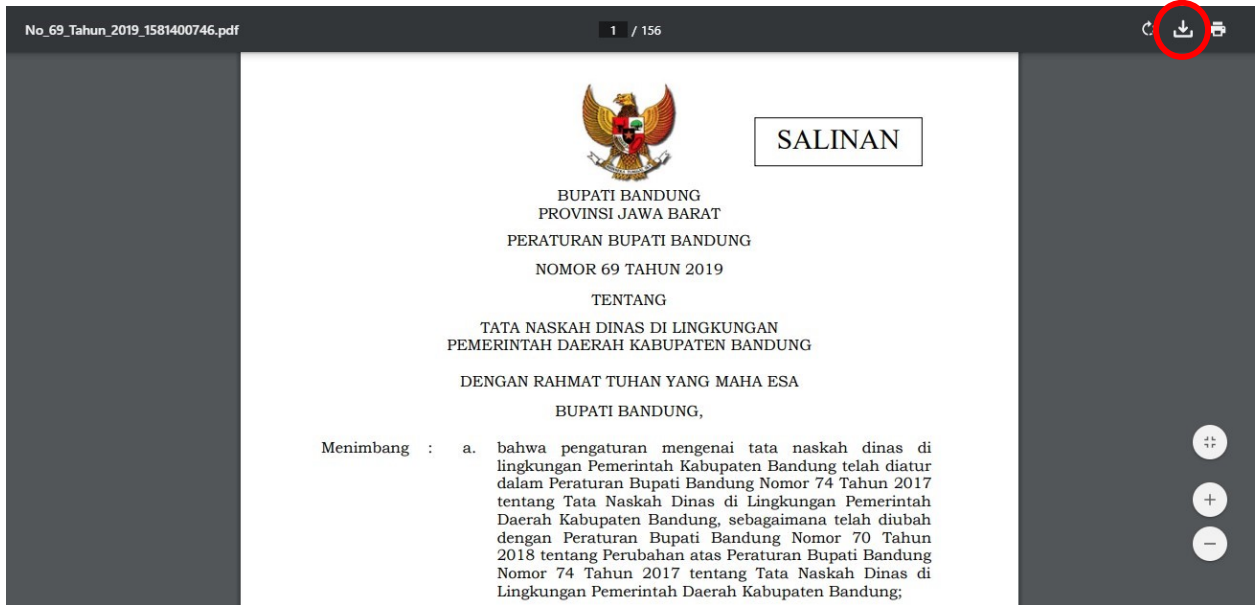 No_69_Tahun_2019_1581400746.pdf
1 / 156
SALINAN
BUPATI BANDUNG
PROVINSI JAWA BARAT
PERATURAN BUPATI BANDUNG
NOMOR 69 TAHUN 2019
TENTANG
TATA NASKAH DINAS DI LINGKUNGAN
PEMERINTAH DAERAH KABUPATEN BANDUNG
DENGAN RAHMAT TUHAN YANG MAHA ESA
BUPATI BANDUNG,
Menimbang : a. bahwa pengaturan mengenai tata naskah dinas di
lingkungan Pemerintah Kabupaten Bandung telah diatur
dalam Peraturan Bupati Bandung Nomor 74 Tahun 2017
tentang Tata Naskah Dinas di Lingkungan Pemerintah
Daerah Kabupaten Bandung, sebagaimana telah diubah
dengan Peraturan Bupati Bandung Nomor 70 Tahun
2018 tentang Perubahan atas Peraturan Bupati Bandung
Nomor 74 Tahun 2017 tentang Tata Naskah Dinas di
Lingkungan Pemerintah Daerah Kabupaten Bandung;